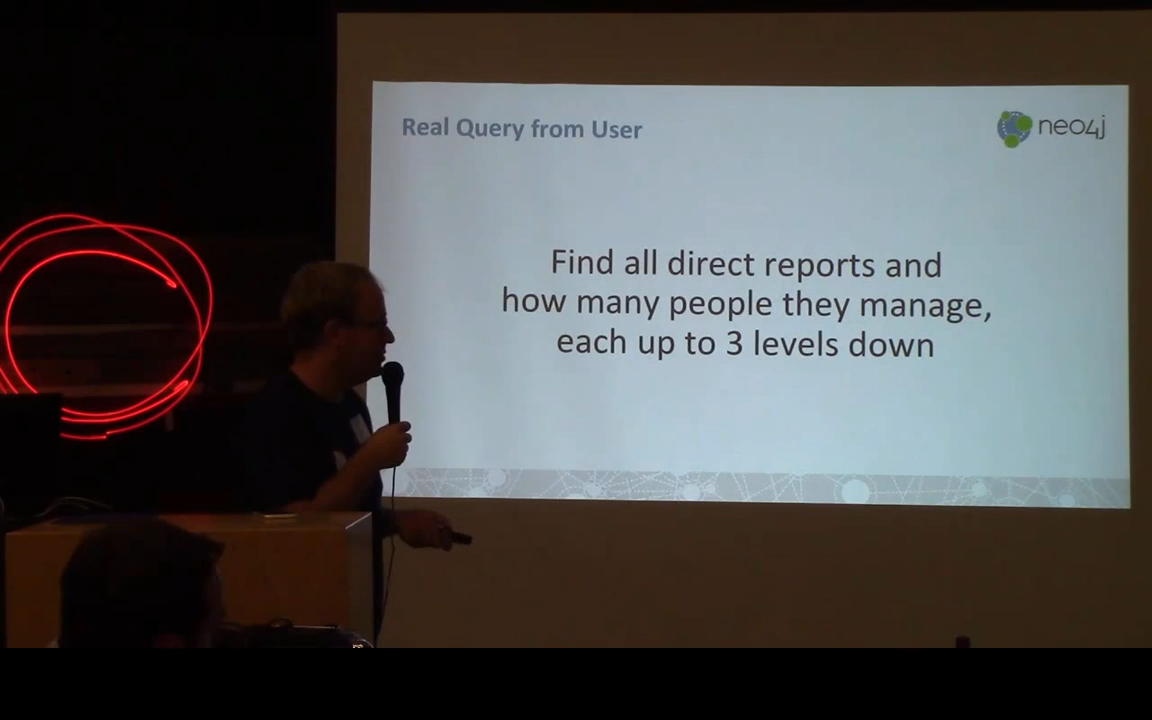 Real Query from User
neo4j
Find all direct reports and
how many people they manage,
each up to 3 levels down